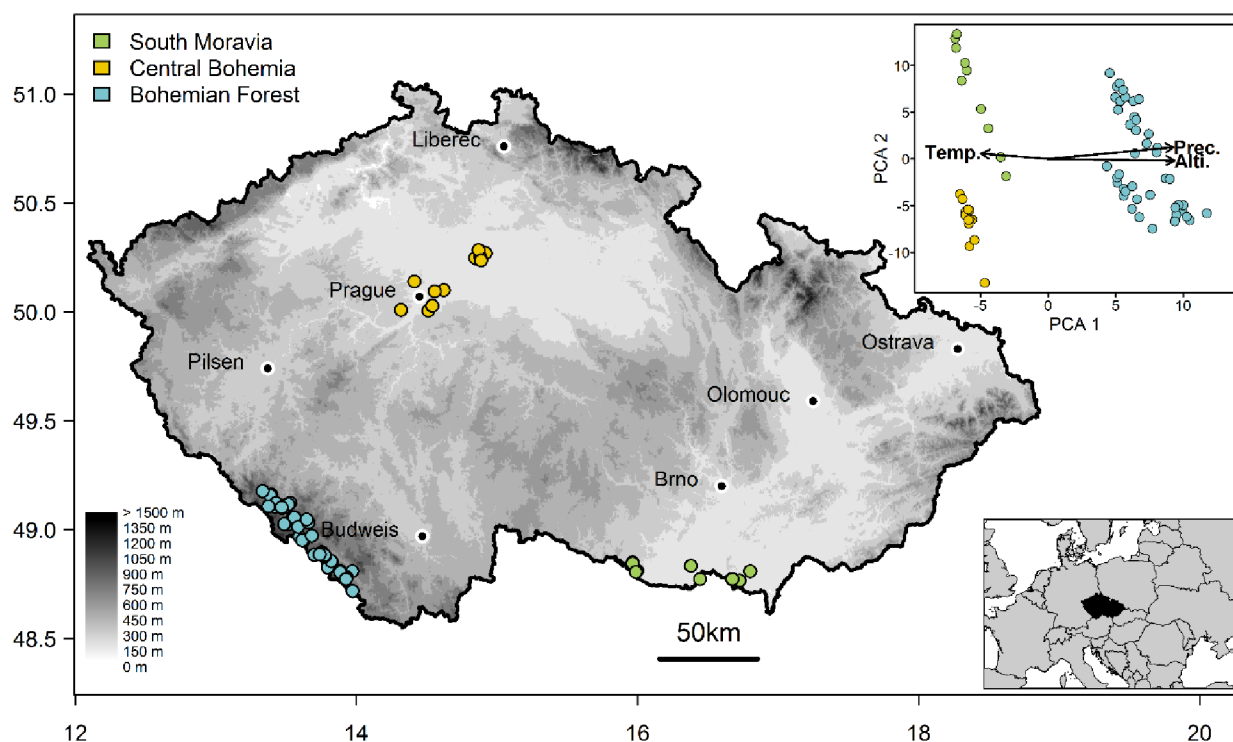 South Moravia
Central Bohemia
Bohemian Forest
51.0
50.5
50.0
49.5
49.0
48.5
12
14
16
18
20
Liberec
Prague
Pilsen
Ostrava
Olomouc
Brno
Budweis
> 1500 m
1350 m
1200 m
1050 m
900 m
750 m
600 m
450 m
300 m
150 m
0 m
50km
PCA 2
10
5
0
-5
-10
Temp.
Prec.
Alti.
-5
0
5
10
PCA 1